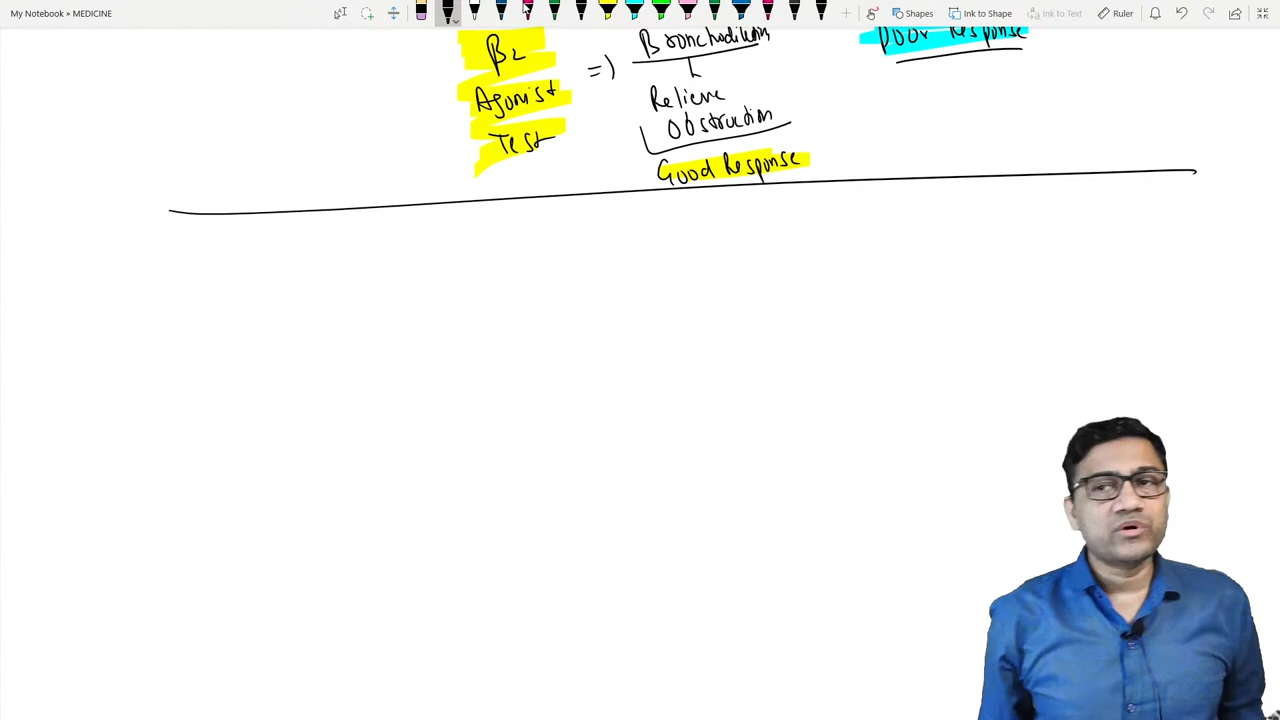 My Notebook » MEDICINE
Shapes
Ink to Shape
Ink to Text
Ruler
β2
Agonist
Test
=)
Bronchodilation
Relieve
Obstruction
Good Response
poor Response